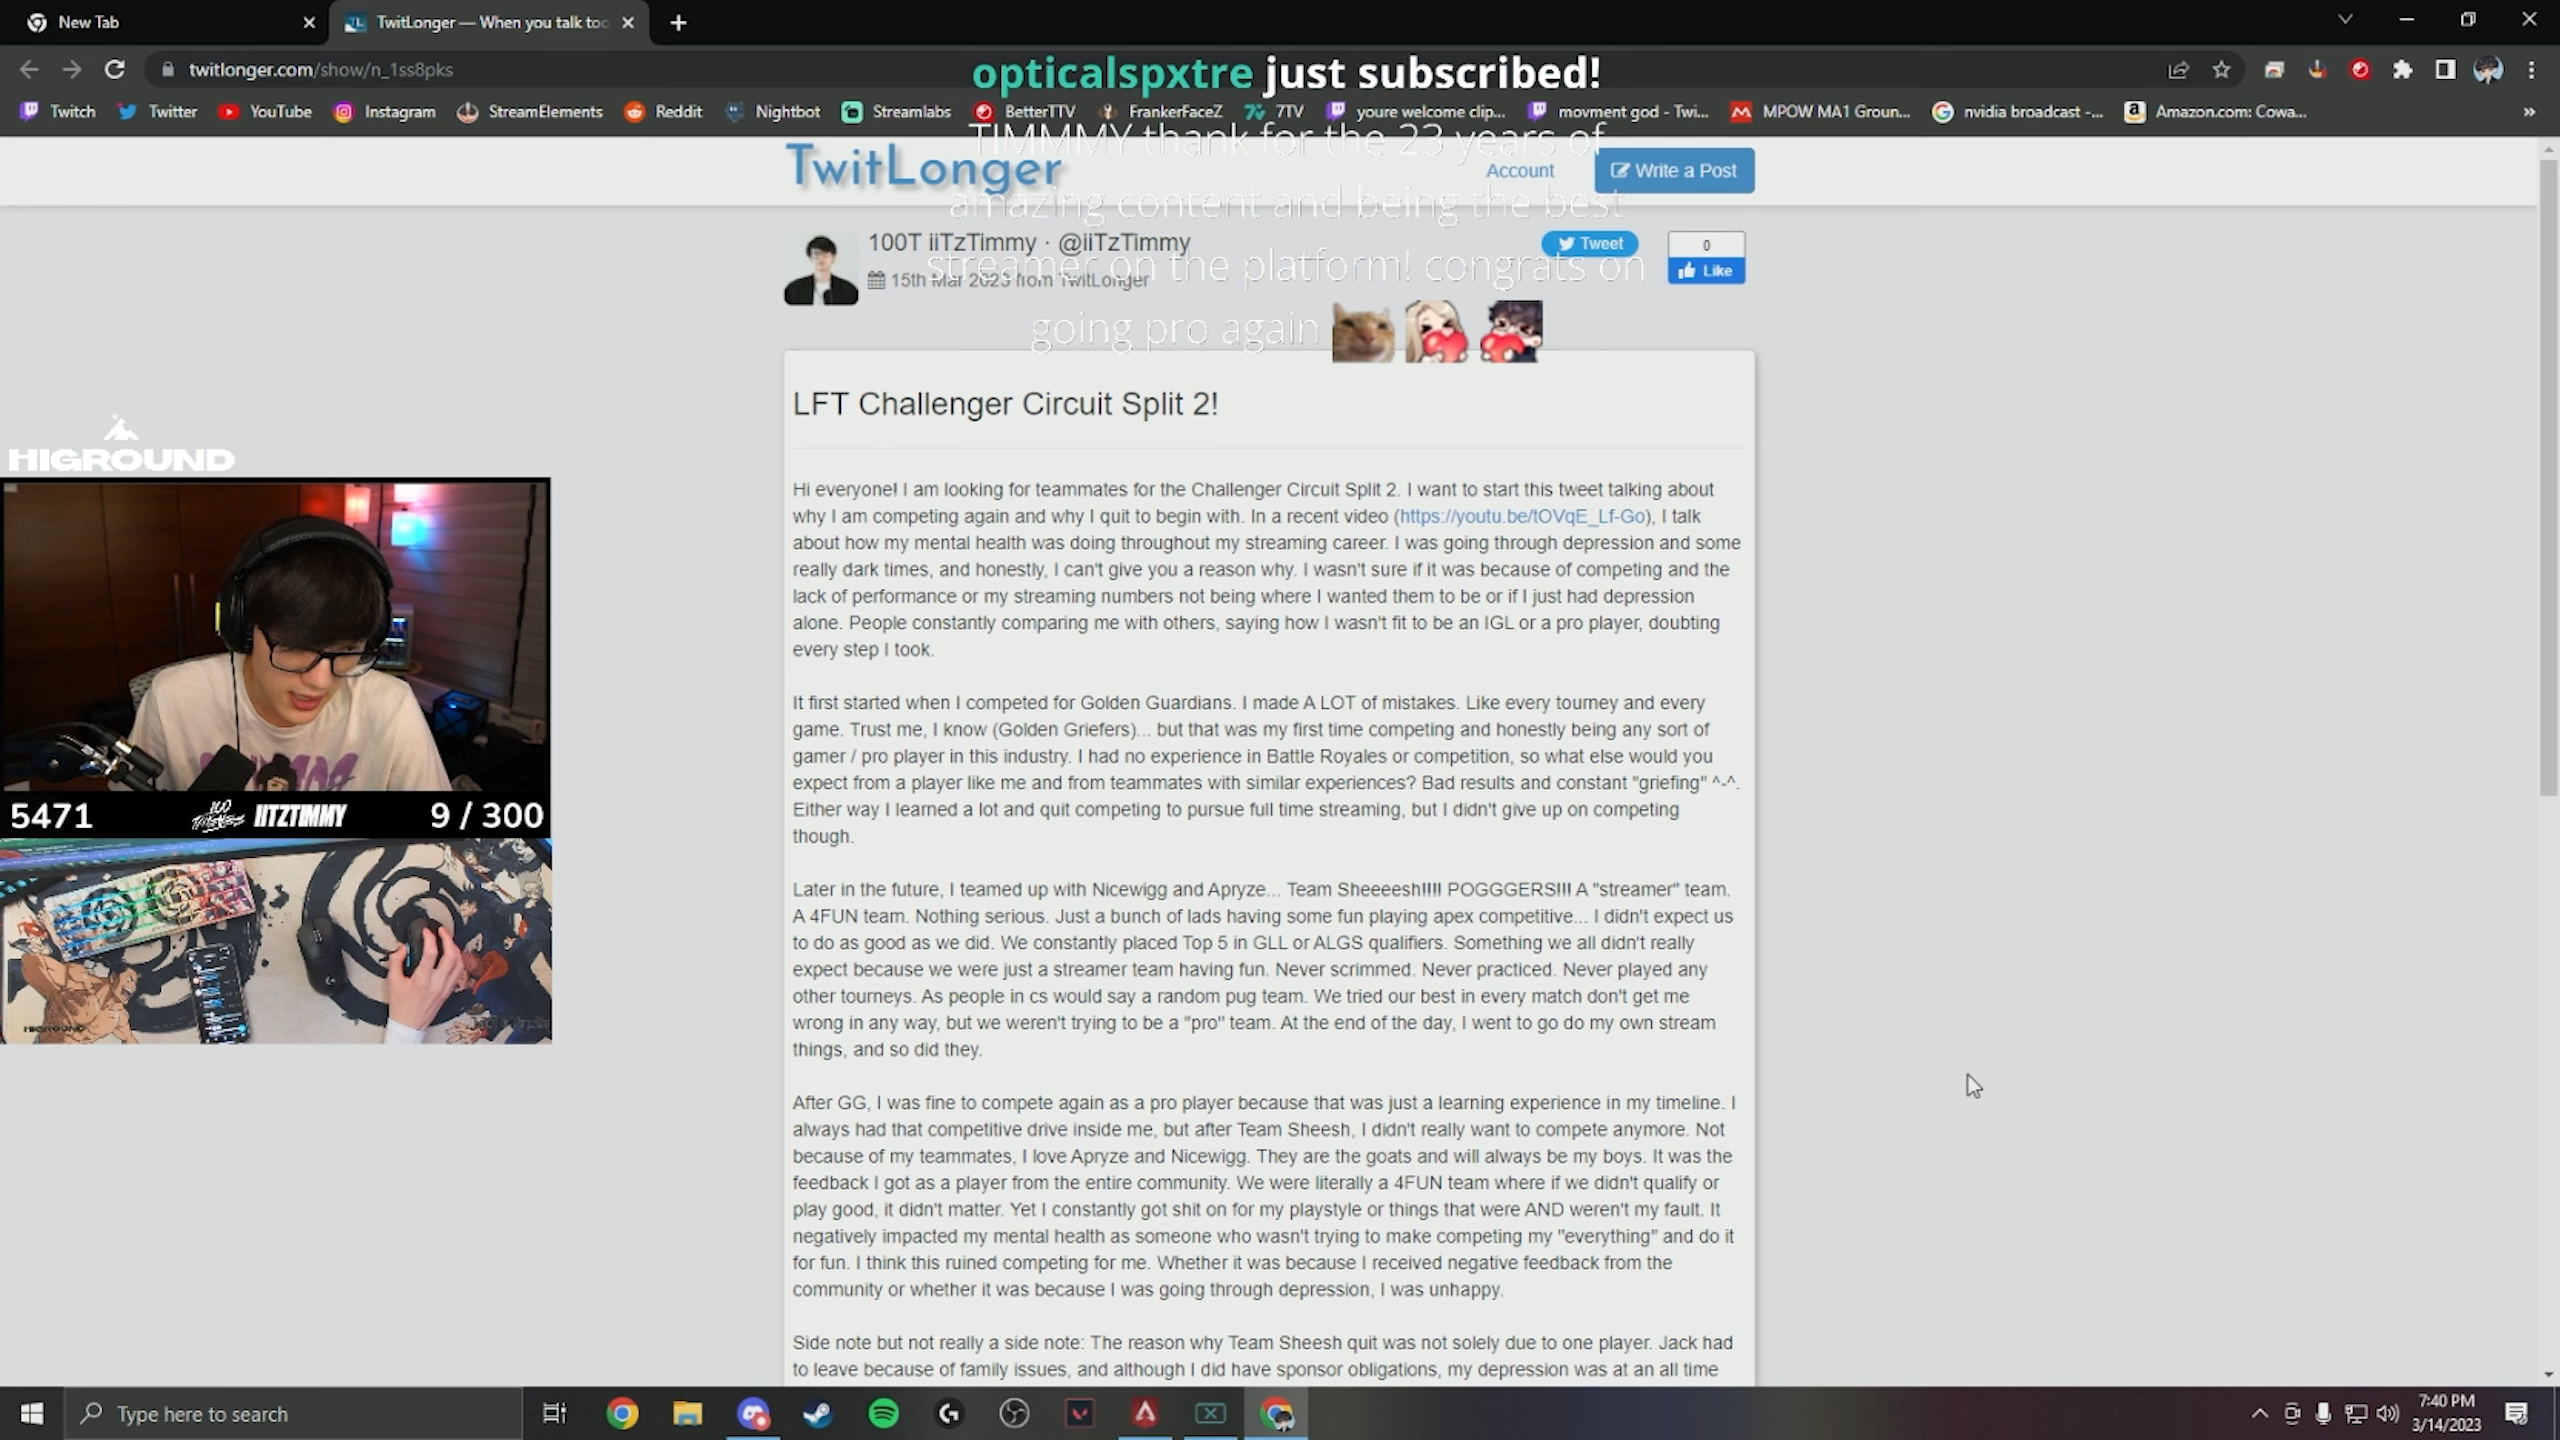 New Tab
TwitLonger — When you talk too
twitlonger.com/show/n_1ss8pks
opticalspxtre just subscribed!
Twitch
Twitter
YouTube
Instagram
StreamElements
Reddit
Nightbot
Streamlabs
BetterTTV
FrankerFaceZ
7TV
youre welcome clip...
movment god - Twi...
MPOW MA1 Groun...
nvidia broadcast -...
Amazon.com: Cowa...
TIMMMY thank for the 23 years of
amazing content and being the best
streamer on the platform! congrats on
going pro again
TwitLonger
Account
Write a Post
100T iiTzTimmy · @iiTzTimmy
15th Mar 2023 from TwitLonger
Tweet
0
Like
LFT Challenger Circuit Split 2!
Hi everyone! I am looking for teammates for the Challenger Circuit Split 2. I want to start this tweet talking about
why I am competing again and why I quit to begin with. In a recent video (https://youtu.be/tOVqE_Lf-Go), I talk
about how my mental health was doing throughout my streaming career. I was going through depression and some
really dark times, and honestly, I can't give you a reason why. I wasn't sure if it was because of competing and the
lack of performance or my streaming numbers not being where I wanted them to be or if I just had depression
alone. People constantly comparing me with others, saying how I wasn't fit to be an IGL or a pro player, doubting
every step I took.
It first started when I competed for Golden Guardians. I made A LOT of mistakes. Like every tourney and every
game. Trust me, I know (Golden Griefers)... but that was my first time competing and honestly being any sort of
gamer / pro player in this industry. I had no experience in Battle Royales or competition, so what else would you
expect from a player like me and from teammates with similar experiences? Bad results and constant "griefing" ^-^.
Either way I learned a lot and quit competing to pursue full time streaming, but I didn't give up on competing
though.
Later in the future, I teamed up with Nicewigg and Apryze... Team Sheeeesh!!!! POGGGERS!!! A "streamer" team.
A 4FUN team. Nothing serious. Just a bunch of lads having some fun playing apex competitive... I didn't expect us
to do as good as we did. We constantly placed Top 5 in GLL or ALGS qualifiers. Something we all didn't really
expect because we were just a streamer team having fun. Never scrimmed. Never practiced. Never played any
other tourneys. As people in cs would say a random pug team. We tried our best in every match don't get me
wrong in any way, but we weren't trying to be a "pro" team. At the end of the day, I went to go do my own stream
things, and so did they.
After GG, I was fine to compete again as a pro player because that was just a learning experience in my timeline. I
always had that competitive drive inside me, but after Team Sheesh, I didn't really want to compete anymore. Not
because of my teammates, I love Apryze and Nicewigg. They are the goats and will always be my boys. It was the
feedback I got as a player from the entire community. We were literally a 4FUN team where if we didn't qualify or
play good, it didn't matter. Yet I constantly got shit on for my playstyle or things that were AND weren't my fault. It
negatively impacted my mental health as someone who wasn't trying to make competing my "everything" and do it
for fun. I think this ruined competing for me. Whether it was because I received negative feedback from the
community or whether it was because I was going through depression, I was unhappy.
Side note but not really a side note: The reason why Team Sheesh quit was not solely due to one player. Jack had
to leave because of family issues, and although I did have sponsor obligations, my depression was at an all time
HIGROUND
5471
100 Thieves
IITZTIMMY
9 / 300
HIGROUND
Type here to search
7:40 PM
3/14/2023